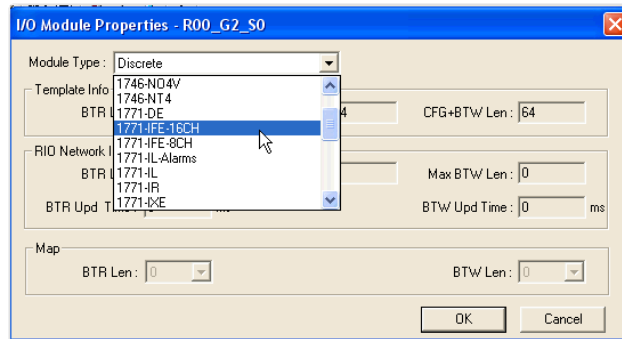 I/O Module Properties - R00_G2_S0
Module Type : Discrete
1746-NO4V
1746-NT4
1771-DE
1771-IFE-16CH
1771-IFE-8CH
1771-IL-Alarms
1771-IL
1771-IR
1771-IXE
Template Info
BTR L 4 CFG+BTW Len : 64
RIO Network I
BTR L Max BTW Len : 0
BTR Upd T BTW Upd Time : 0 ms
Map
BTR Len : 0 BTW Len : 0
OK Cancel